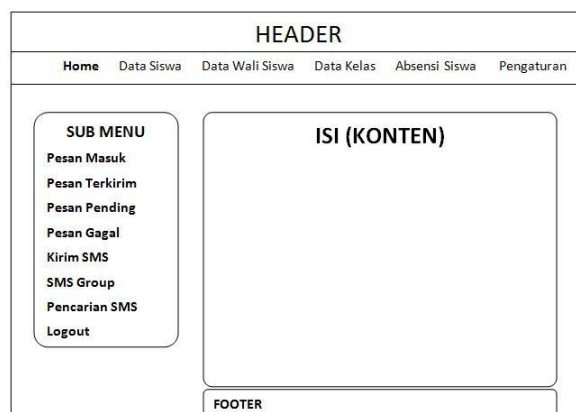 HEADER
Home Data Siswa Data Wali Siswa Data Kelas Absensi Siswa Pengaturan
SUB MENU
Pesan Masuk
Pesan Terkirim
Pesan Pending
Pesan Gagal
Kirim SMS
SMS Group
Pencarian SMS
Logout
ISI (KONTEN)
FOOTER